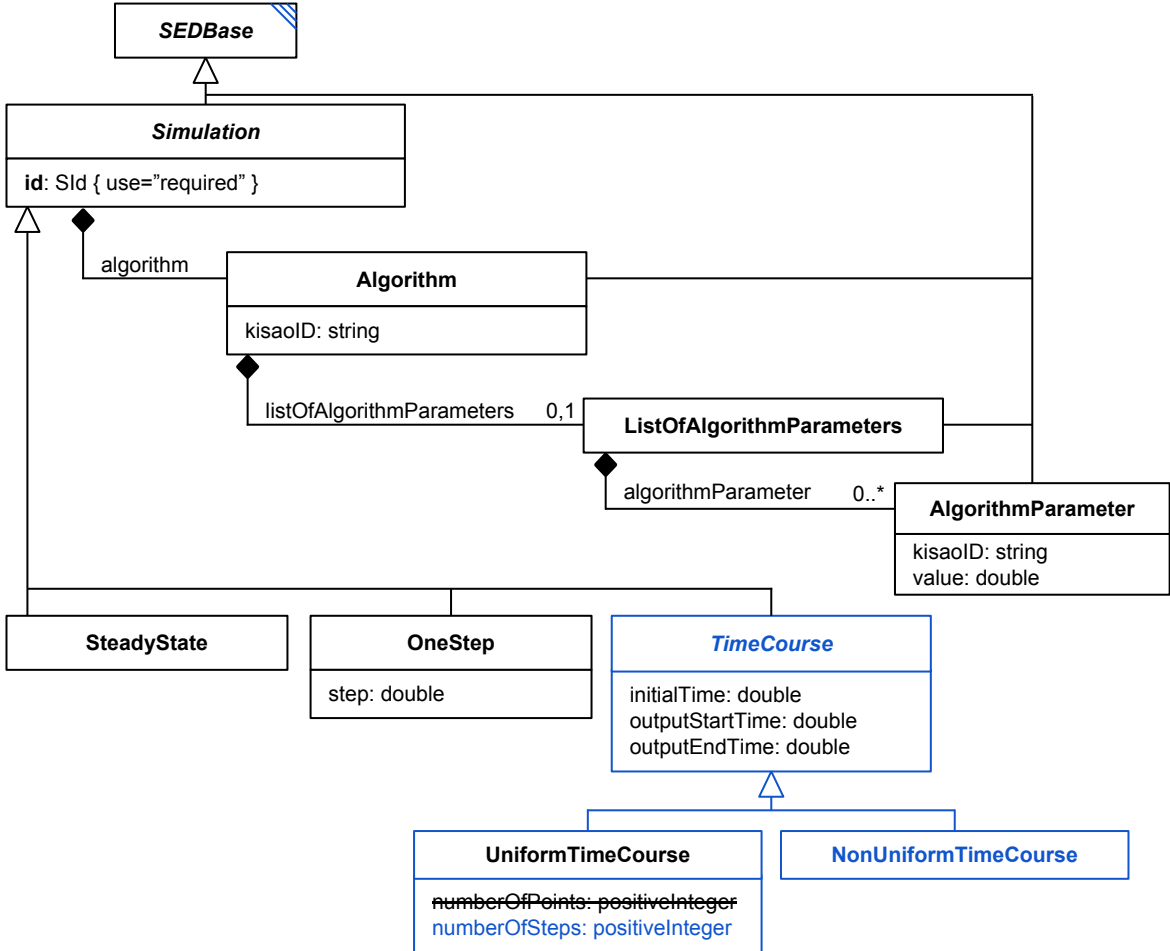 SEDBase
Simulation
id: SId { use=”required” }
algorithm
Algorithm
kisaoID: string
listOfAlgorithmParameters 0,1
ListOfAlgorithmParameters
algorithmParameter 0..*
AlgorithmParameter
kisaoID: string
value: double
SteadyState
OneStep
step: double
TimeCourse
initialTime: double
outputStartTime: double
outputEndTime: double
UniformTimeCourse
numberOfPoints: positiveInteger
numberOfSteps: positiveInteger
NonUniformTimeCourse